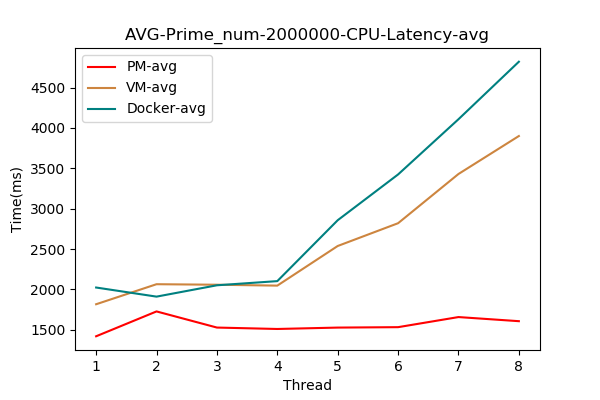 AVG-Prime_num-2000000-CPU-Latency-avg
PM-avg
VM-avg
Docker-avg
4500
4000
3500
3000
2500
2000
1500
Time(ms)
1 2 3 4 5 6 7 8
Thread